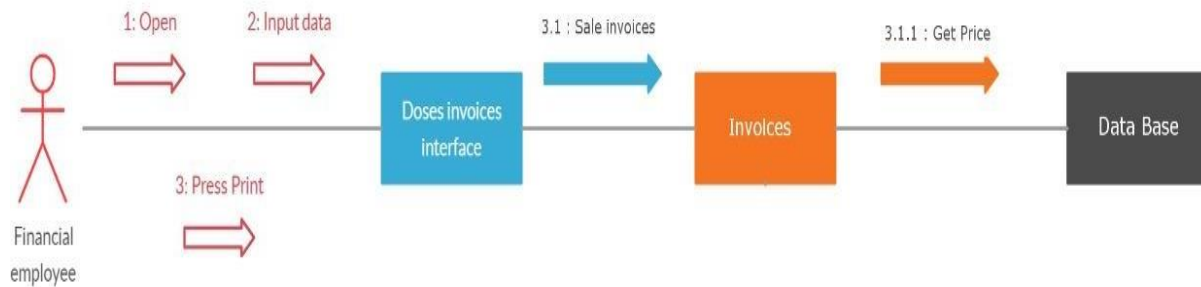 1: Open
2: Input data
3.1 : Sale invoices
3.1.1 : Get Price
Doses invoices
interface
Invoices
Data Base
3: Press Print
Financial
employee